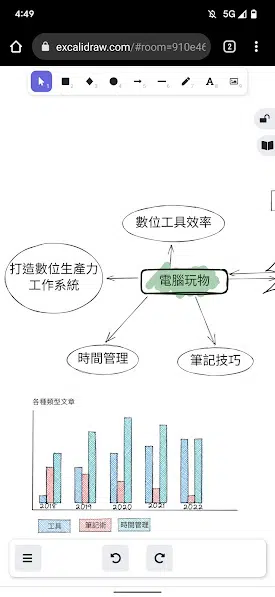 4:49
5G
excalidraw.com/#room=910e46
2
1
2
3
4
5
6
7
A
8
9
數位工具效率
打造數位生產力
工作系統
電腦玩物
時間管理
筆記技巧
各種類型文章
2018 2019 2020 2021 2022
工具 筆記術 時間管理